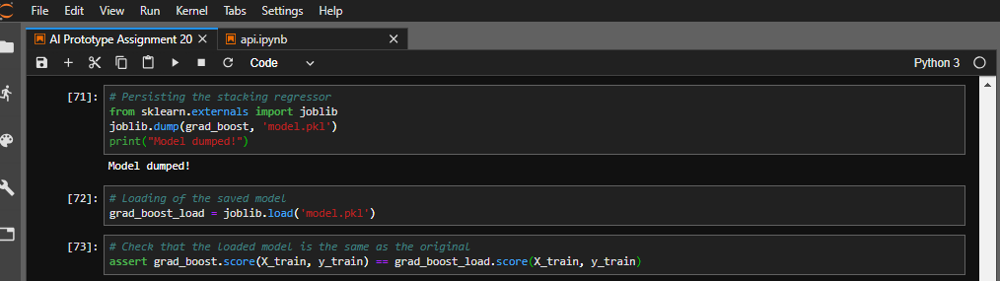 File Edit View Run Kernel Tabs Settings Help
AI Prototype Assignment 20 api.ipynb
Code Python 3
[71]: # Persisting the stacking regressor
from sklearn.externals import joblib
joblib.dump(grad_boost, 'model.pkl')
print("Model dumped!")
Model dumped!
[72]: # Loading of the saved model
grad_boost_load = joblib.load('model.pkl')
[73]: # Check that the loaded model is the same as the original
assert grad_boost.score(X_train, y_train) == grad_boost_load.score(X_train, y_train)